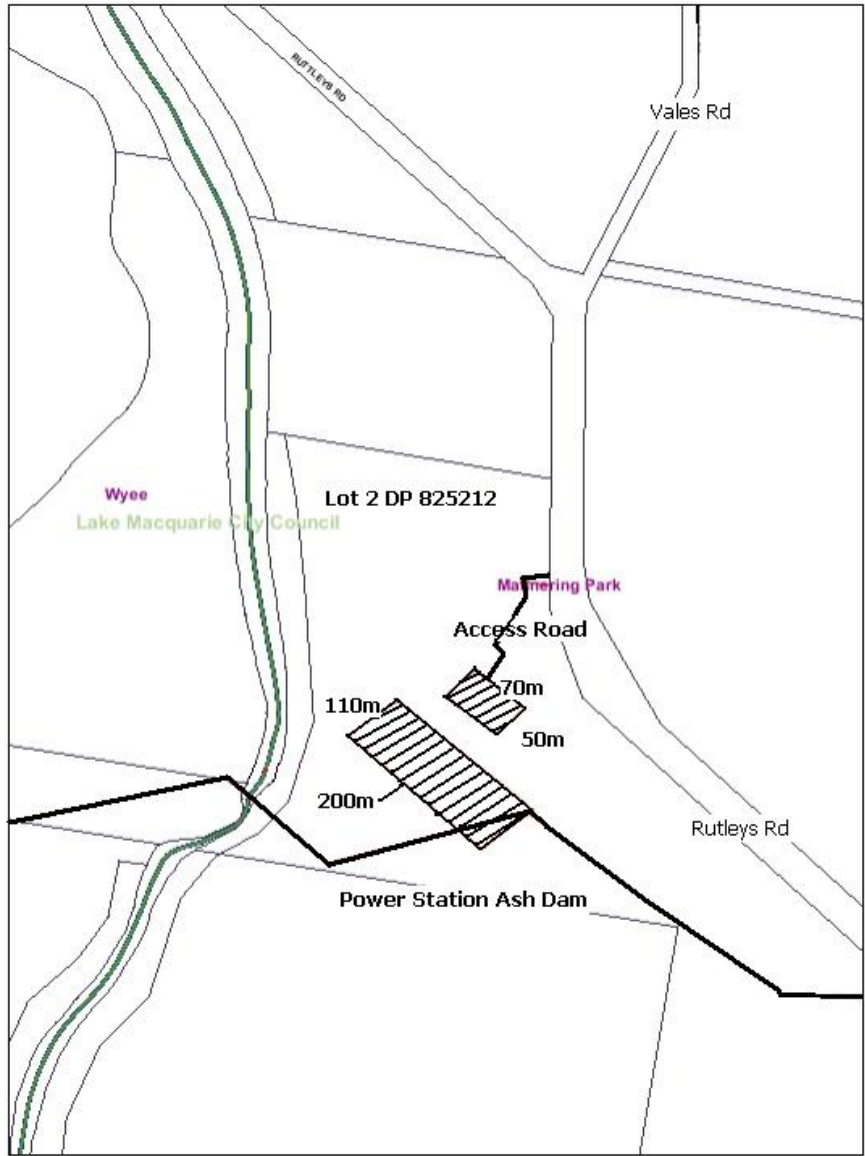 RUTTLEYS RD
Vales Rd
Wyee
Lake Macquarie City Council
Lot 2 DP 825212
Mannering Park
Access Road
70m
110m
50m
200m
Rutleys Rd
Power Station Ash Dam